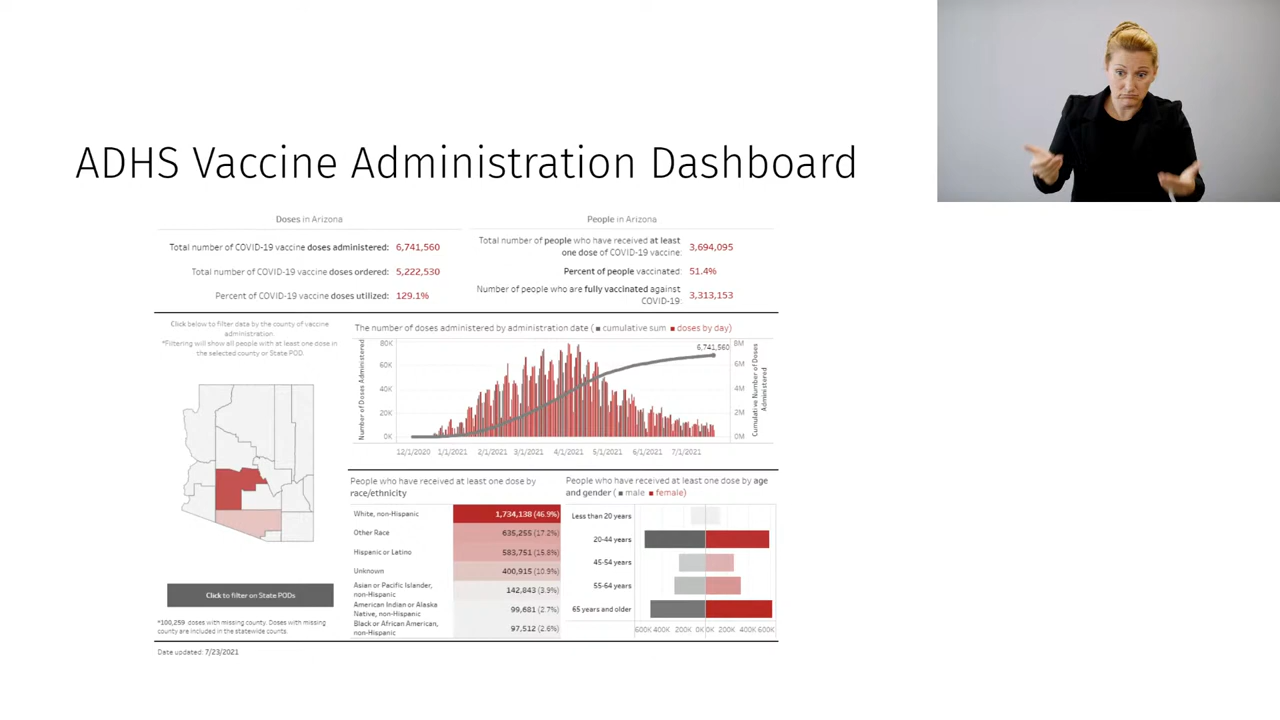 ADHS Vaccine Administration Dashboard
Doses in Arizona
Total number of COVID-19 vaccine doses administered: 6,741,560
Total number of COVID-19 vaccine doses ordered: 5,222,530
Percent of COVID-19 vaccine doses utilized: 129.1%
People in Arizona
Total number of people who have received at least
one dose of COVID-19 vaccine: 3,694,095
Percent of people vaccinated: 51.4%
Number of people who are fully vaccinated against
COVID-19: 3,313,153
Click below to filter data by the county of vaccine
administration.
*Filtering will show all people with at least one dose in
the selected county or State POD.
Click to filter on State PODs
*100,259 doses with missing county. Doses with missing
county are included in the statewide counts.
The number of doses administered by administration date ( cumulative sum doses by day)
Number of Doses Administered
80K
60K
40K
20K
0K
6,741,560
8M
6M
4M
2M
0M
Cumulative Number of Doses
Administered
12/1/2020 1/1/2021 2/1/2021 3/1/2021 4/1/2021 5/1/2021 6/1/2021 7/1/2021
People who have received at least one dose by
race/ethnicity
White, non-Hispanic 1,734,138 (46.9%)
Other Race 635,255 (17.2%)
Hispanic or Latino 583,751 (15.8%)
Unknown 400,915 (10.9%)
Asian or Pacific Islander,
non-Hispanic 142,843 (3.9%)
American Indian or Alaska
Native, non-Hispanic 99,681 (2.7%)
Black or African American,
non-Hispanic 97,512 (2.6%)
People who have received at least one dose by age
and gender ( male female)
Less than 20 years
20-44 years
45-54 years
55-64 years
65 years and older
600K 400K 200K 0K 0K 200K 400K 600K
Date updated: 7/23/2021